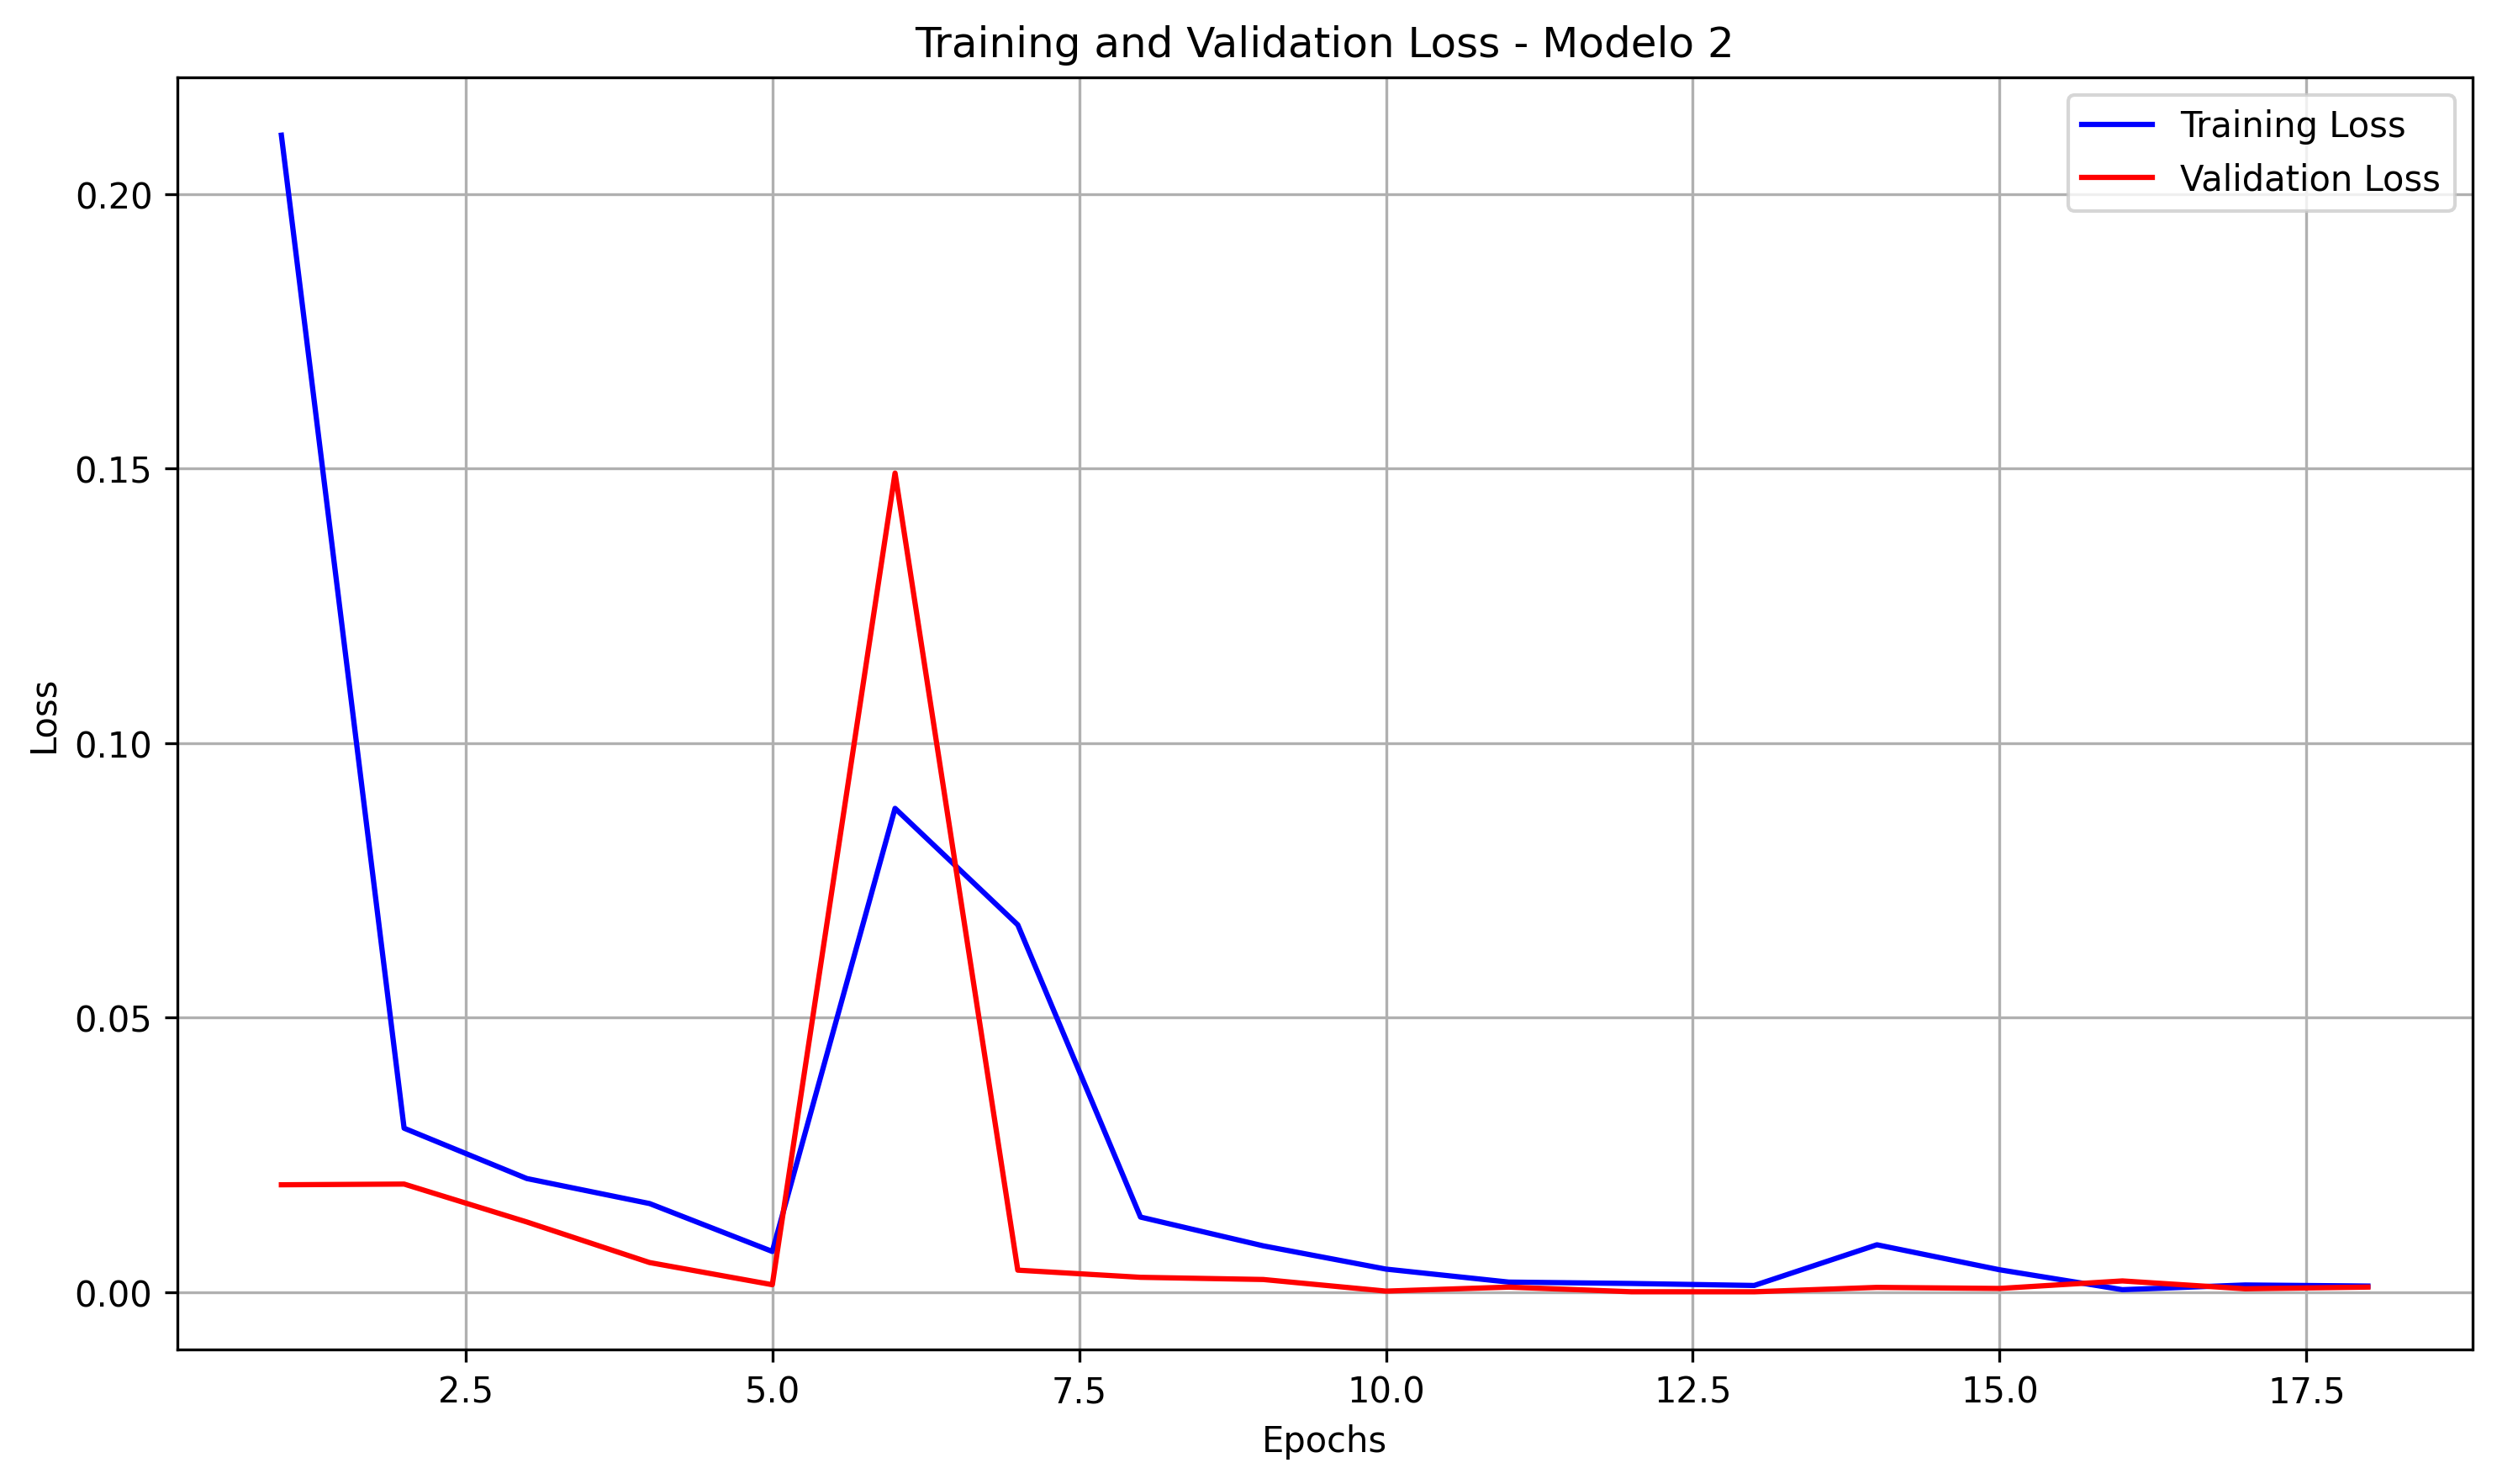 Training and Validation Loss - Modelo 2
Training Loss
Validation Loss
0.20
0.15
0.10
0.05
0.00
Loss
2.5 5.0 7.5 10.0 12.5 15.0 17.5
Epochs